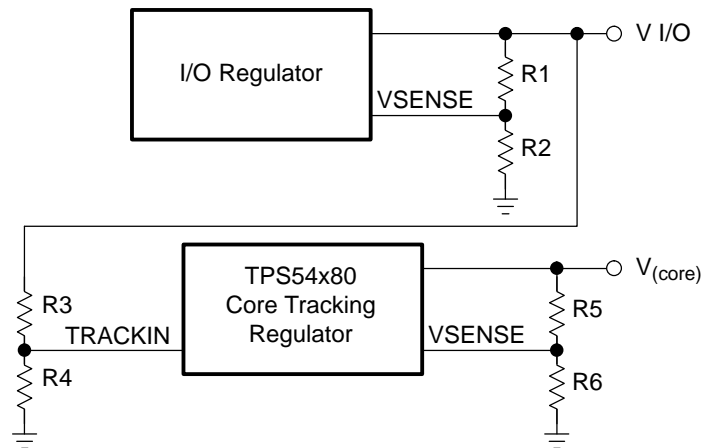 V I/O
I/O Regulator
R1
VSENSE
R2
TPS54x80
Core Tracking
Regulator
V(core)
R3
R5
TRACKIN
VSENSE
R4
R6